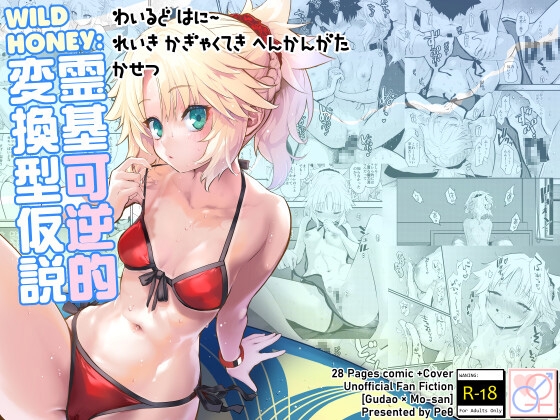 WILD
HONEY:
霊基可逆的
変換型仮説
わいるど はに~
れいき かぎゃくてき へんかんがた
かせつ
28 Pages comic +Cover
Unofficial Fan Fiction
[Gudao × Mo-san]
Presented by Peθ
WANING:
R-18
For Adults Only